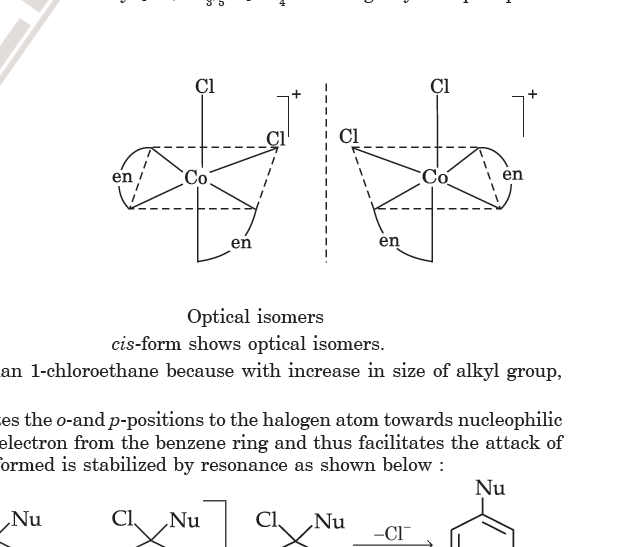 Cl Cl
+ +
Cl Cl
en Co Co en
en en
Optical isomers
cis-form shows optical isomers.
an 1-chloroethane because with increase in size of alkyl group,
tes the o-and p-positions to the halogen atom towards nucleophilic
electron from the benzene ring and thus facilitates the attack of
ormed is stabilized by resonance as shown below :
Nu
Nu Cl Nu Cl Nu –Cl⁻